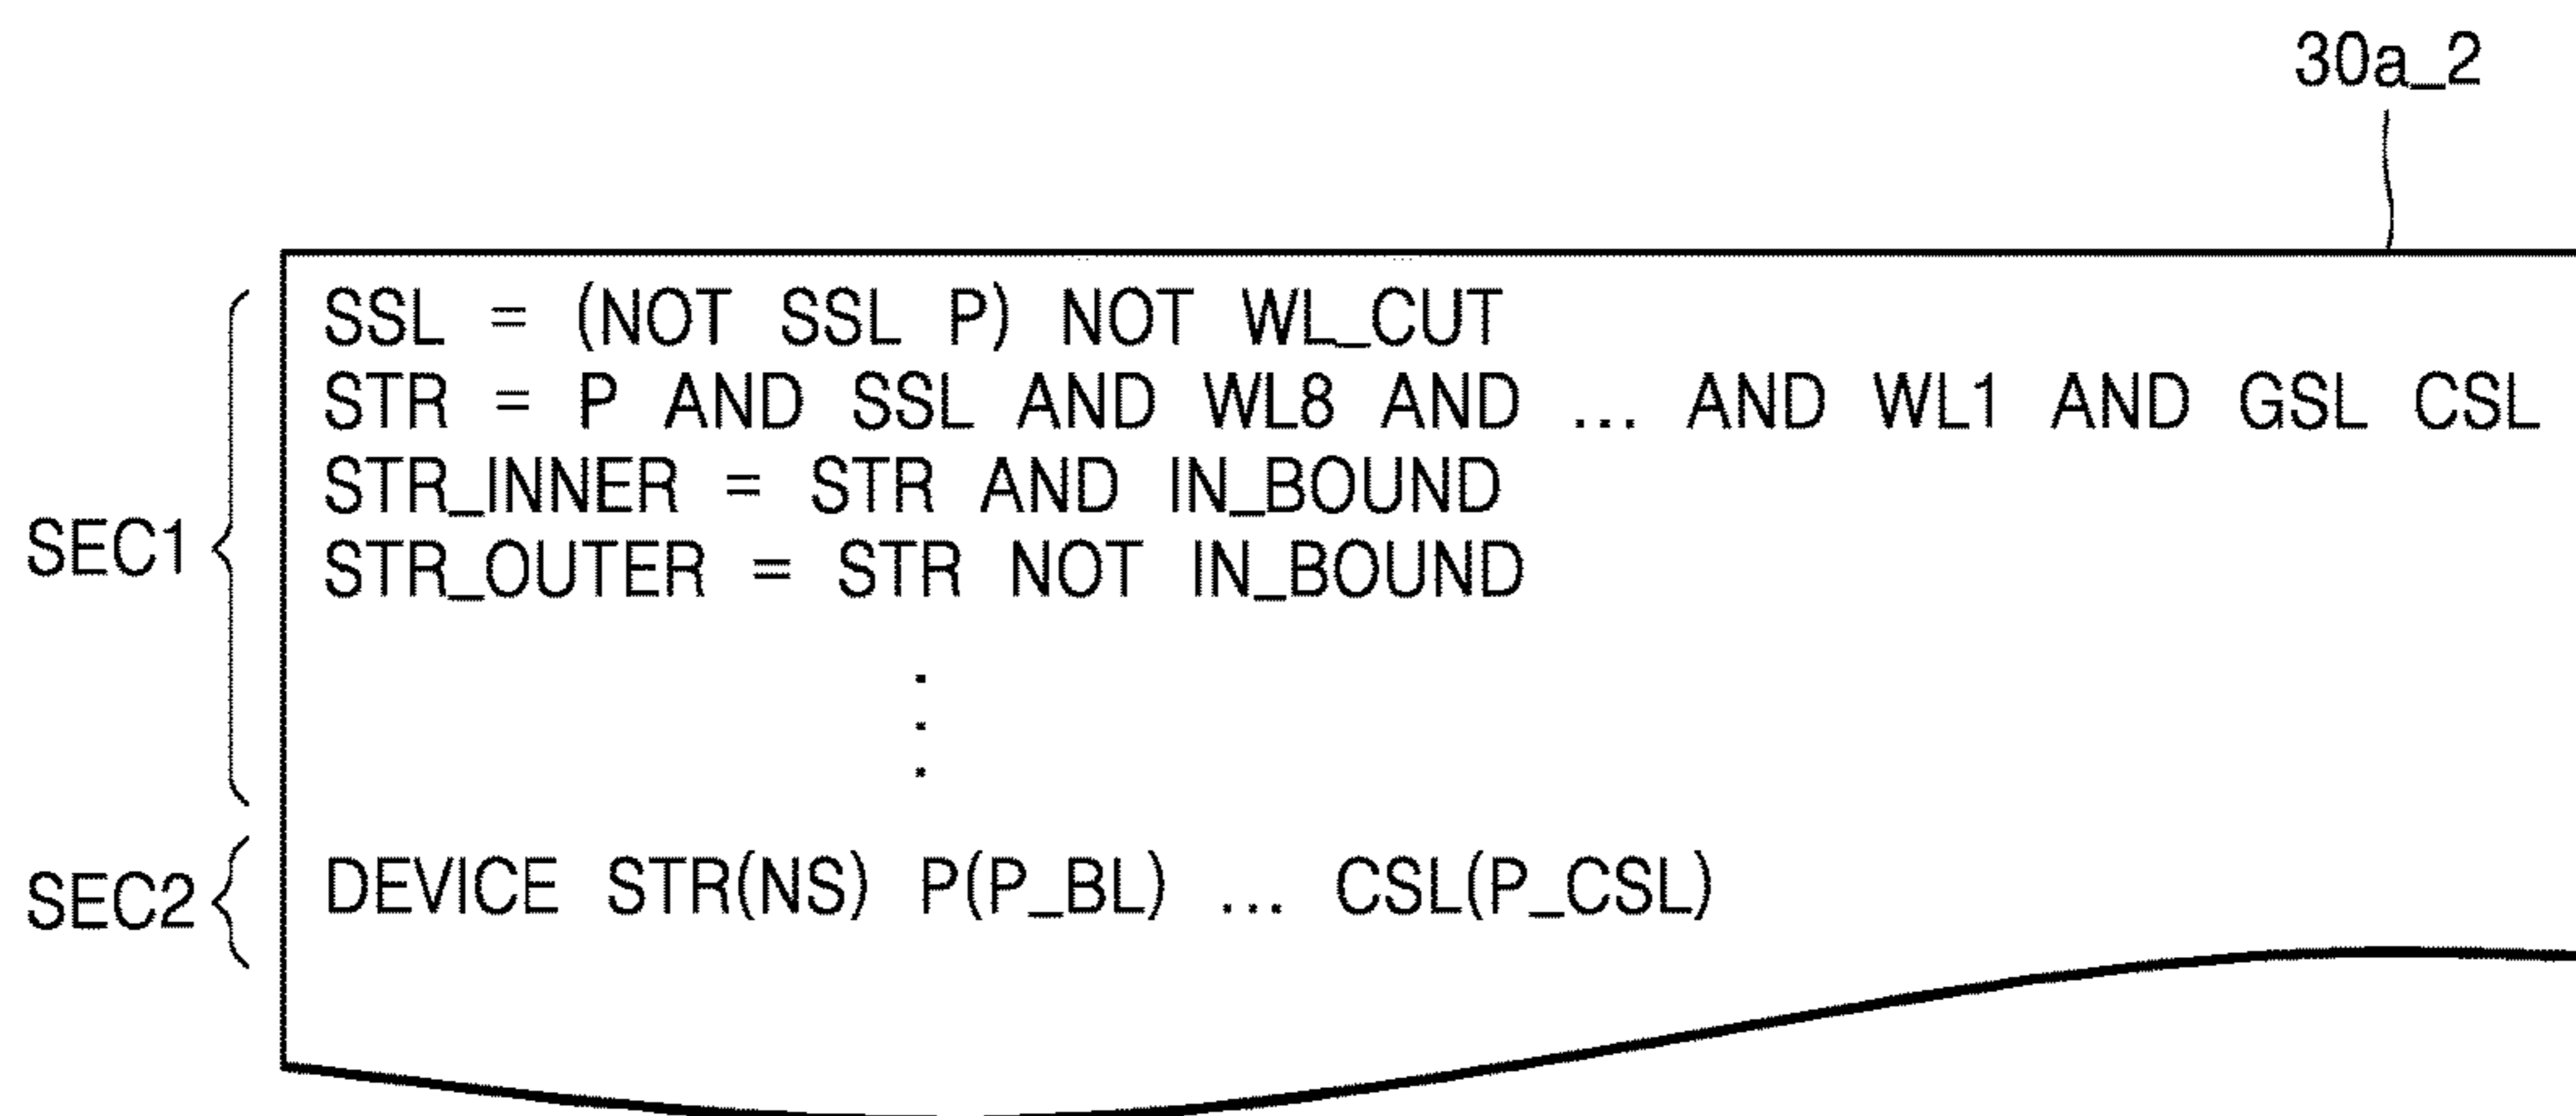 30a_2
SSL = (NOT SSL P) NOT WL_CUT
STR = P AND SSL AND WL8 AND ... AND WL1 AND GSL CSL
STR_INNER = STR AND IN_BOUND
SEC1
STR_OUTER = STR NOT IN_BOUND
SEC2
DEVICE STR(NS) P(P_BL) ... CSL(P_CSL)